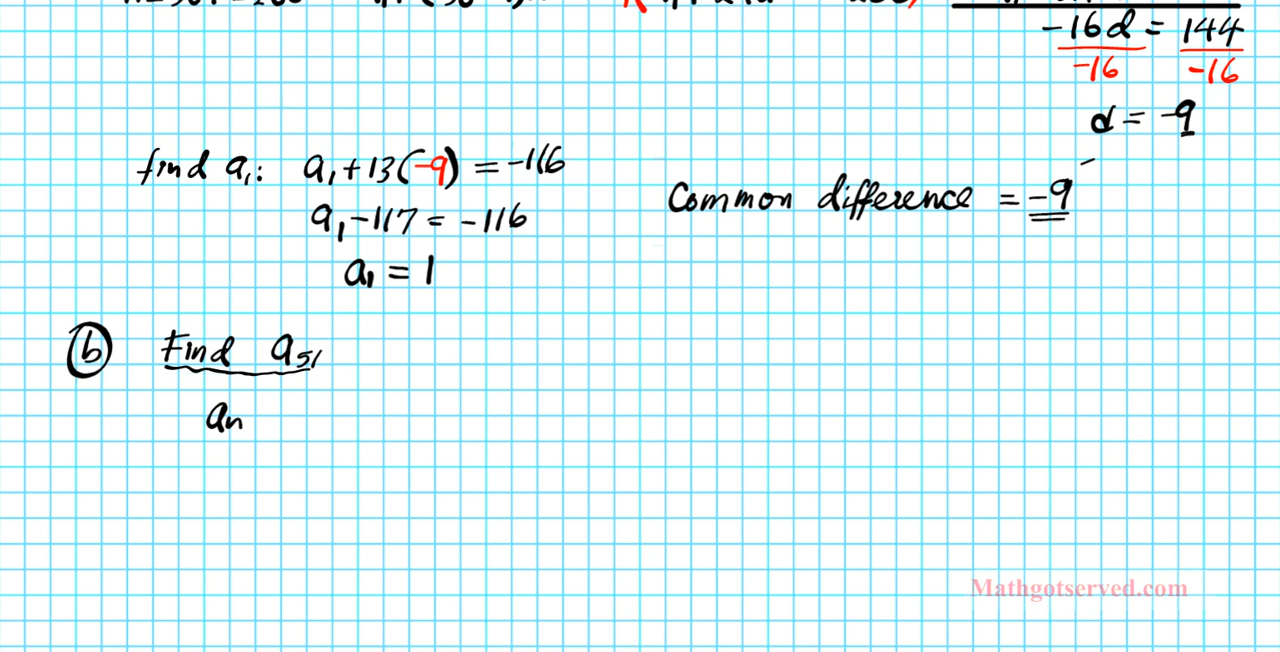 -16d = 144
-16 -16
d = -9
find a₁: a₁+13(-9) = -116
a₁-117 = -116
a₁ = 1
Common difference = -9
(b) Find a₅₁
aₙ
Mathgotserved.com